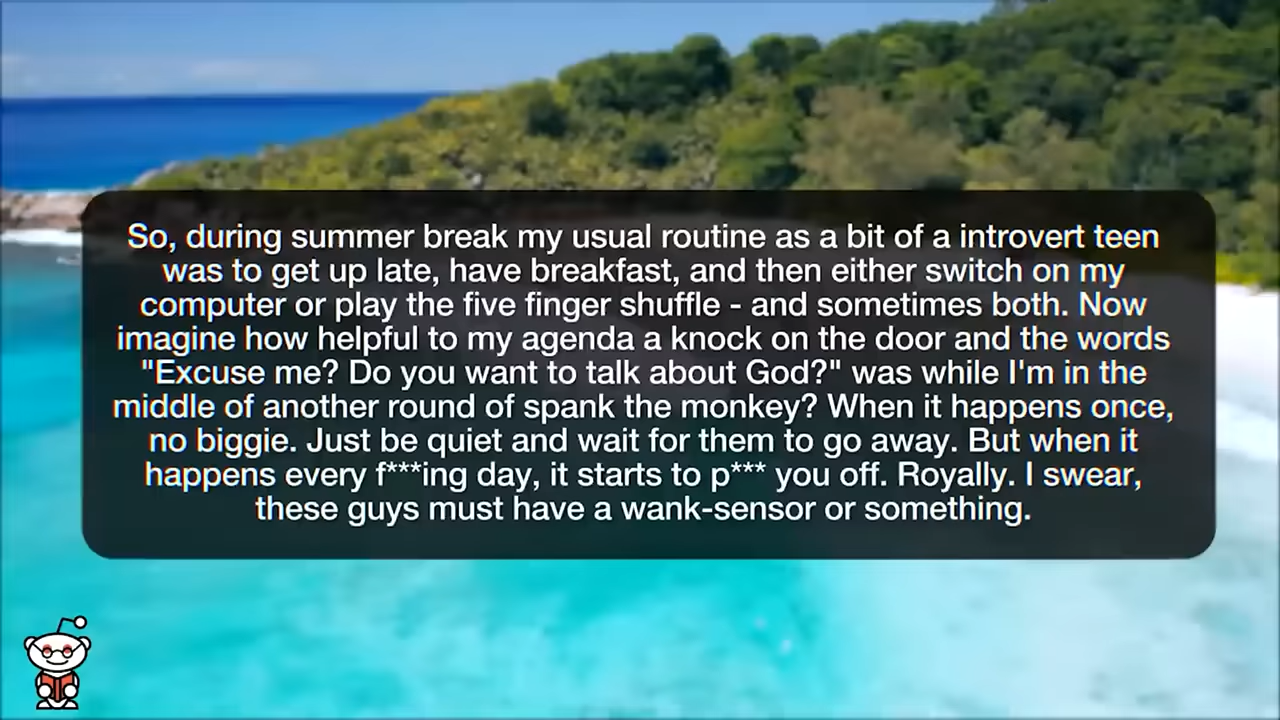 So, during summer break my usual routine as a bit of a introvert teen
was to get up late, have breakfast, and then either switch on my
computer or play the five finger shuffle - and sometimes both. Now
imagine how helpful to my agenda a knock on the door and the words
"Excuse me? Do you want to talk about God?" was while I'm in the
middle of another round of spank the monkey? When it happens once,
no biggie. Just be quiet and wait for them to go away. But when it
happens every f***ing day, it starts to p*** you off. Royally. I swear,
these guys must have a wank-sensor or something.